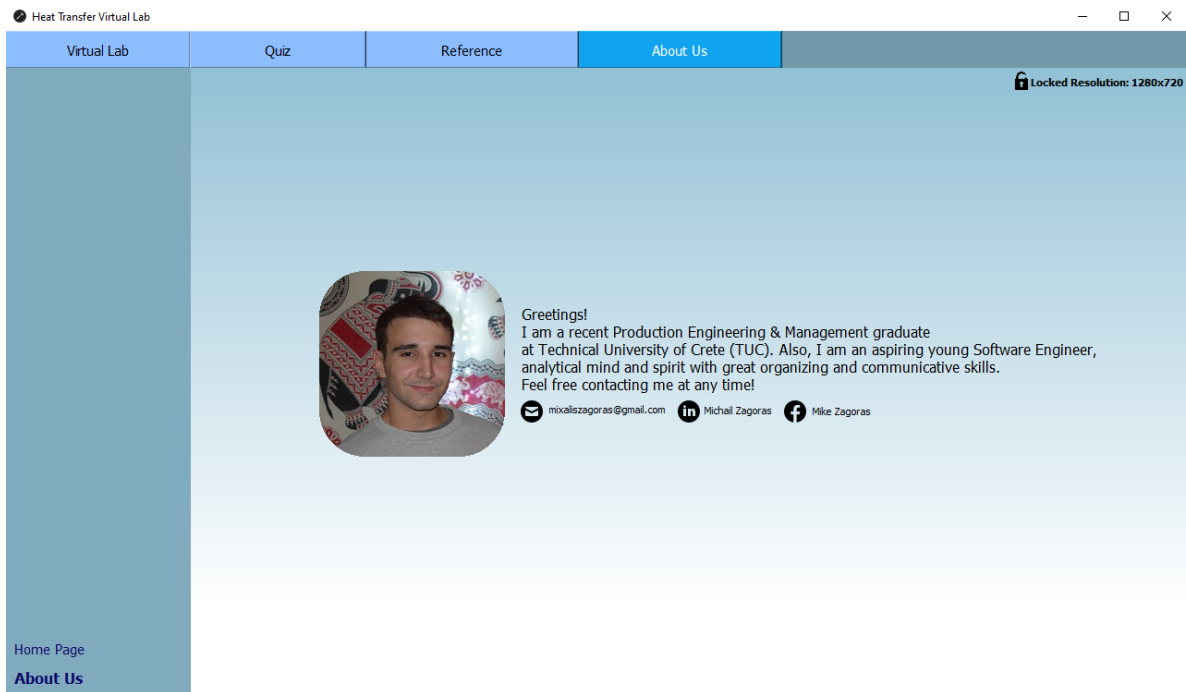 Heat Transfer Virtual Lab
Virtual Lab
Quiz
Reference
About Us
Locked Resolution: 1280x720
Greetings!
I am a recent Production Engineering & Management graduate
at Technical University of Crete (TUC). Also, I am an aspiring young Software Engineer,
analytical mind and spirit with great organizing and communicative skills.
Feel free contacting me at any time!
mixaliszagoras@gmail.com
in Michail Zagoras
f Mike Zagoras
Home Page
About Us